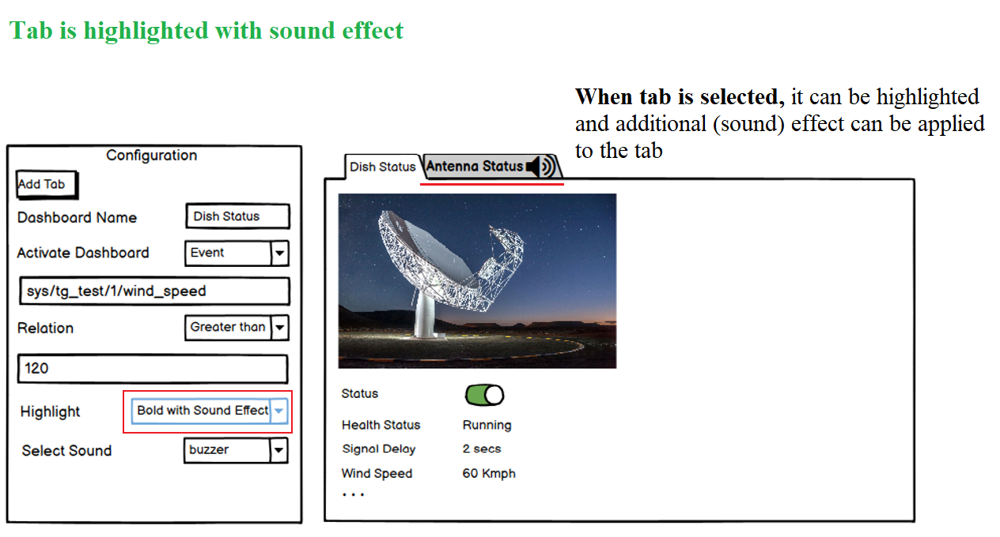 Tab is highlighted with sound effect
When tab is selected, it can be highlighted
and additional (sound) effect can be applied
to the tab
Configuration
Add Tab
Dashboard Name
Dish Status
Activate Dashboard
Event
sys/tg_test/1/wind_speed
Relation
Greater than
120
Highlight
Bold with Sound Effect
Select Sound
buzzer
Dish Status
Antenna Status
Status
Health Status
Running
Signal Delay
2 secs
Wind Speed
60 Kmph
...